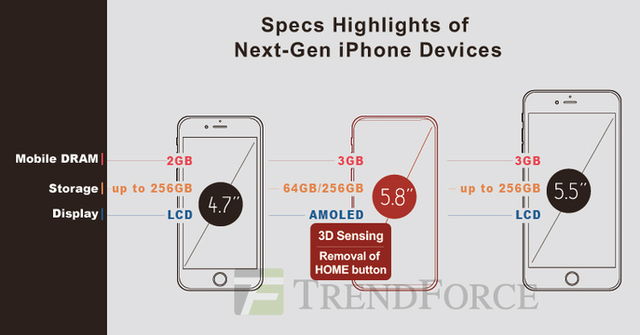 Specs Highlights of
Next-Gen iPhone Devices
Mobile DRAM
2GB
3GB
3GB
Storage
up to 256GB
64GB/256GB
up to 256GB
Display
LCD
AMOLED
LCD
4.7"
5.8"
5.5"
3D Sensing
Removal of
HOME button
TRENDFORCE